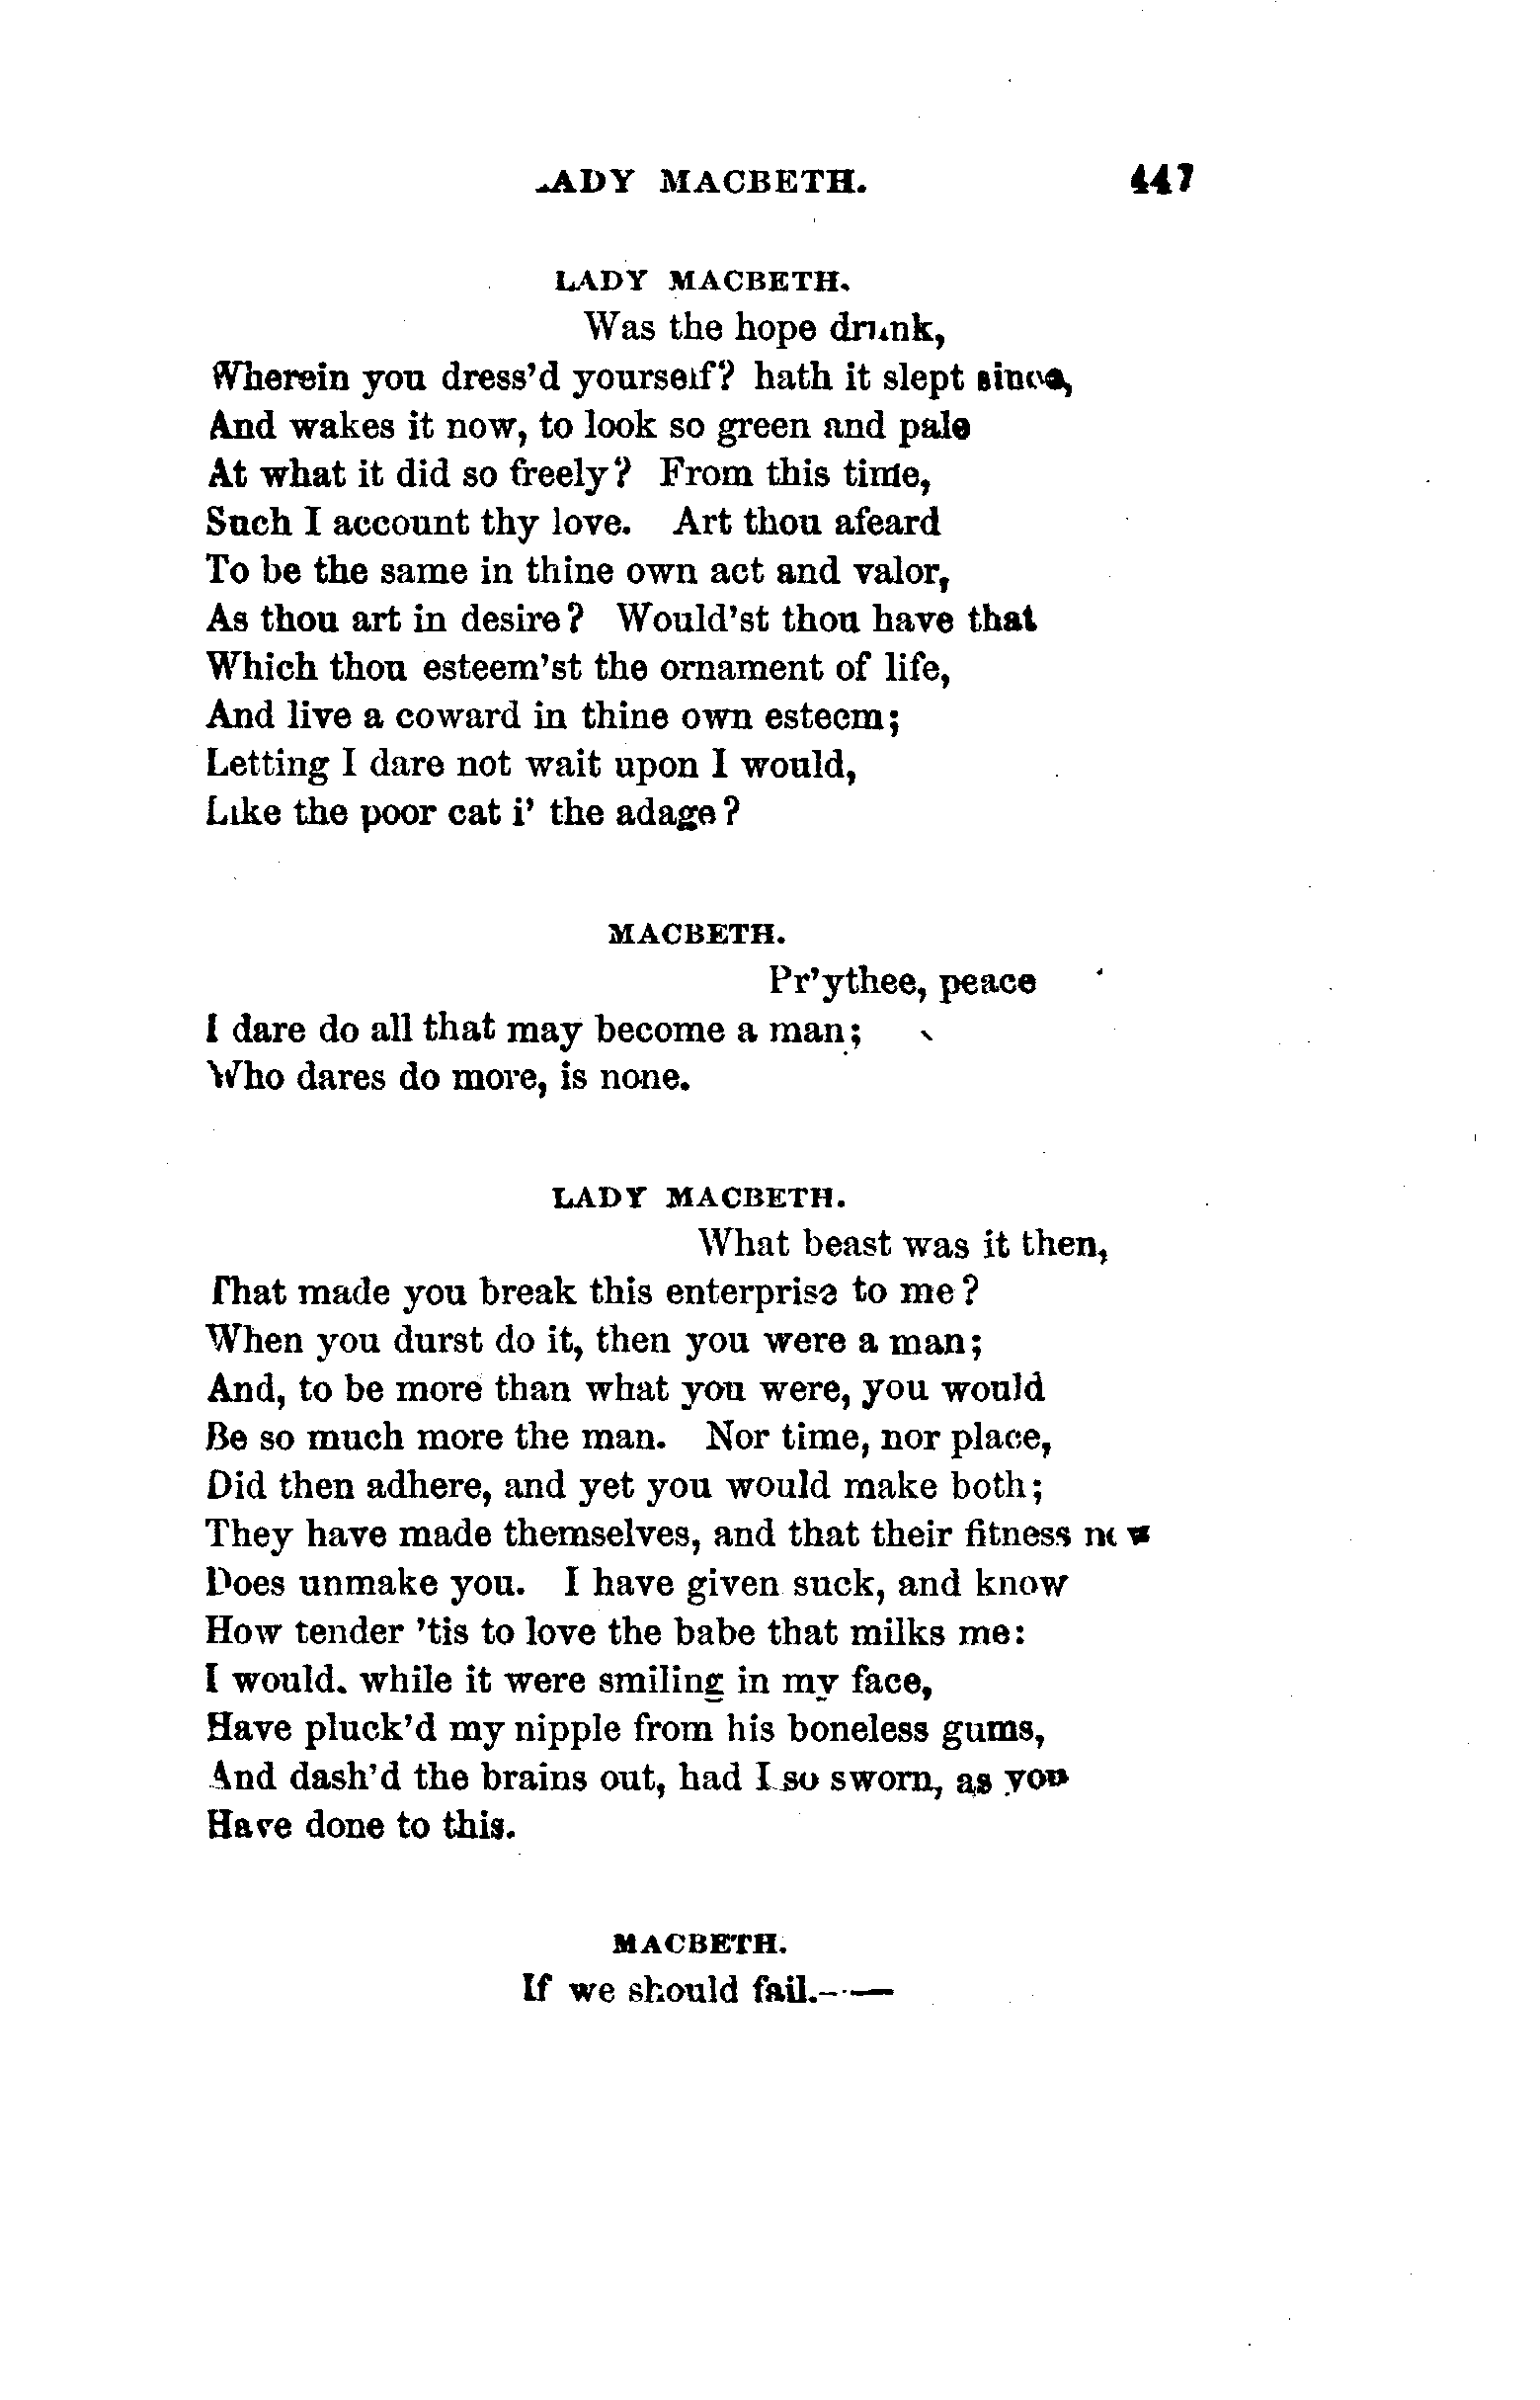 LADY MACBETH. 447
LADY MACBETH.
Was the hope drunk,
Wherein you dress'd yourself? hath it slept since,
And wakes it now, to look so green and pale
At what it did so freely? From this time,
Such I account thy love. Art thou afeard
To be the same in thine own act and valor,
As thou art in desire? Would'st thou have that
Which thou esteem'st the ornament of life,
And live a coward in thine own esteem;
Letting I dare not wait upon I would,
Like the poor cat i' the adage?
MACBETH.
Pr'ythee, peace
I dare do all that may become a man;
Who dares do more, is none.
LADY MACBETH.
What beast was it then,
That made you break this enterprise to me?
When you durst do it, then you were a man;
And, to be more than what you were, you would
Be so much more the man. Nor time, nor place,
Did then adhere, and yet you would make both;
They have made themselves, and that their fitness now
Does unmake you. I have given suck, and know
How tender 'tis to love the babe that milks me:
I would. while it were smiling in my face,
Have pluck'd my nipple from his boneless gums,
And dash'd the brains out, had I so sworn, as you
Have done to this.
MACBETH.
If we should fail.——